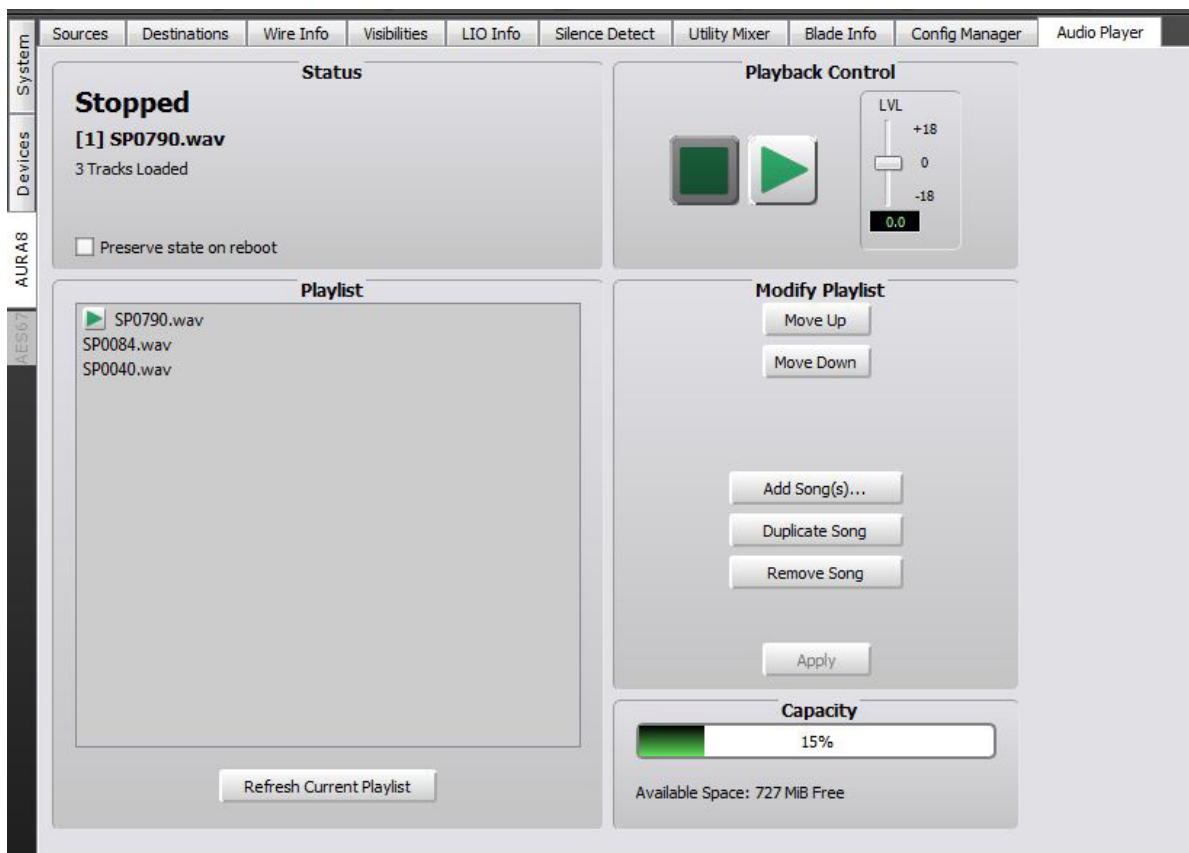 Sources Destinations Wire Info Visibilities LIO Info Silence Detect Utility Mixer Blade Info Config Manager Audio Player
System
Devices
AURA8
AES67
Status
Stopped
[1] SP0790.wav
3 Tracks Loaded
Preserve state on reboot
Playback Control
LVL
+18
0
-18
0.0
Playlist
SP0790.wav
SP0084.wav
SP0040.wav
Refresh Current Playlist
Modify Playlist
Move Up
Move Down
Add Song(s)...
Duplicate Song
Remove Song
Apply
Capacity
15%
Available Space: 727 MiB Free